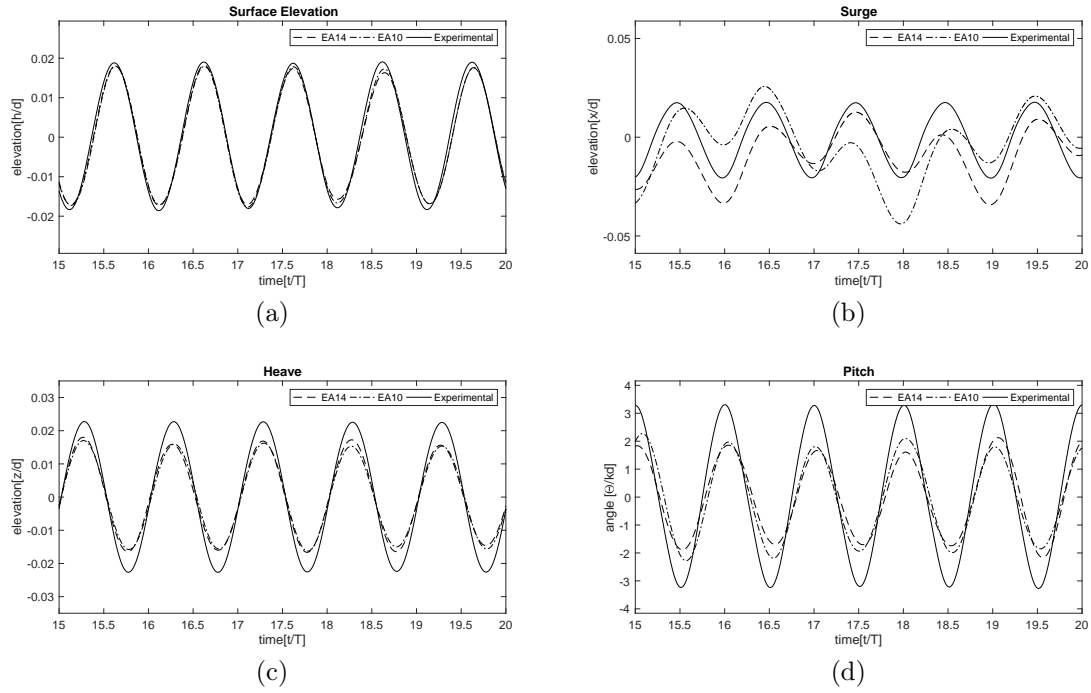 Surface Elevation
EA14 EA10 Experimental
elevation[h/d]
0.02
0.01
0
-0.01
-0.02
15 15.5 16 16.5 17 17.5 18 18.5 19 19.5 20
time[t/T]
(a)
Surge
EA14 EA10 Experimental
elevation[x/d]
0.05
0
-0.05
15 15.5 16 16.5 17 17.5 18 18.5 19 19.5 20
time[t/T]
(b)
Heave
EA14 EA10 Experimental
elevation[z/d]
0.03
0.02
0.01
0
-0.01
-0.02
-0.03
15 15.5 16 16.5 17 17.5 18 18.5 19 19.5 20
time[t/T]
(c)
Pitch
EA14 EA10 Experimental
angle [Θ/kd]
4
3
2
1
0
-1
-2
-3
-4
15 15.5 16 16.5 17 17.5 18 18.5 19 19.5 20
time[t/T]
(d)